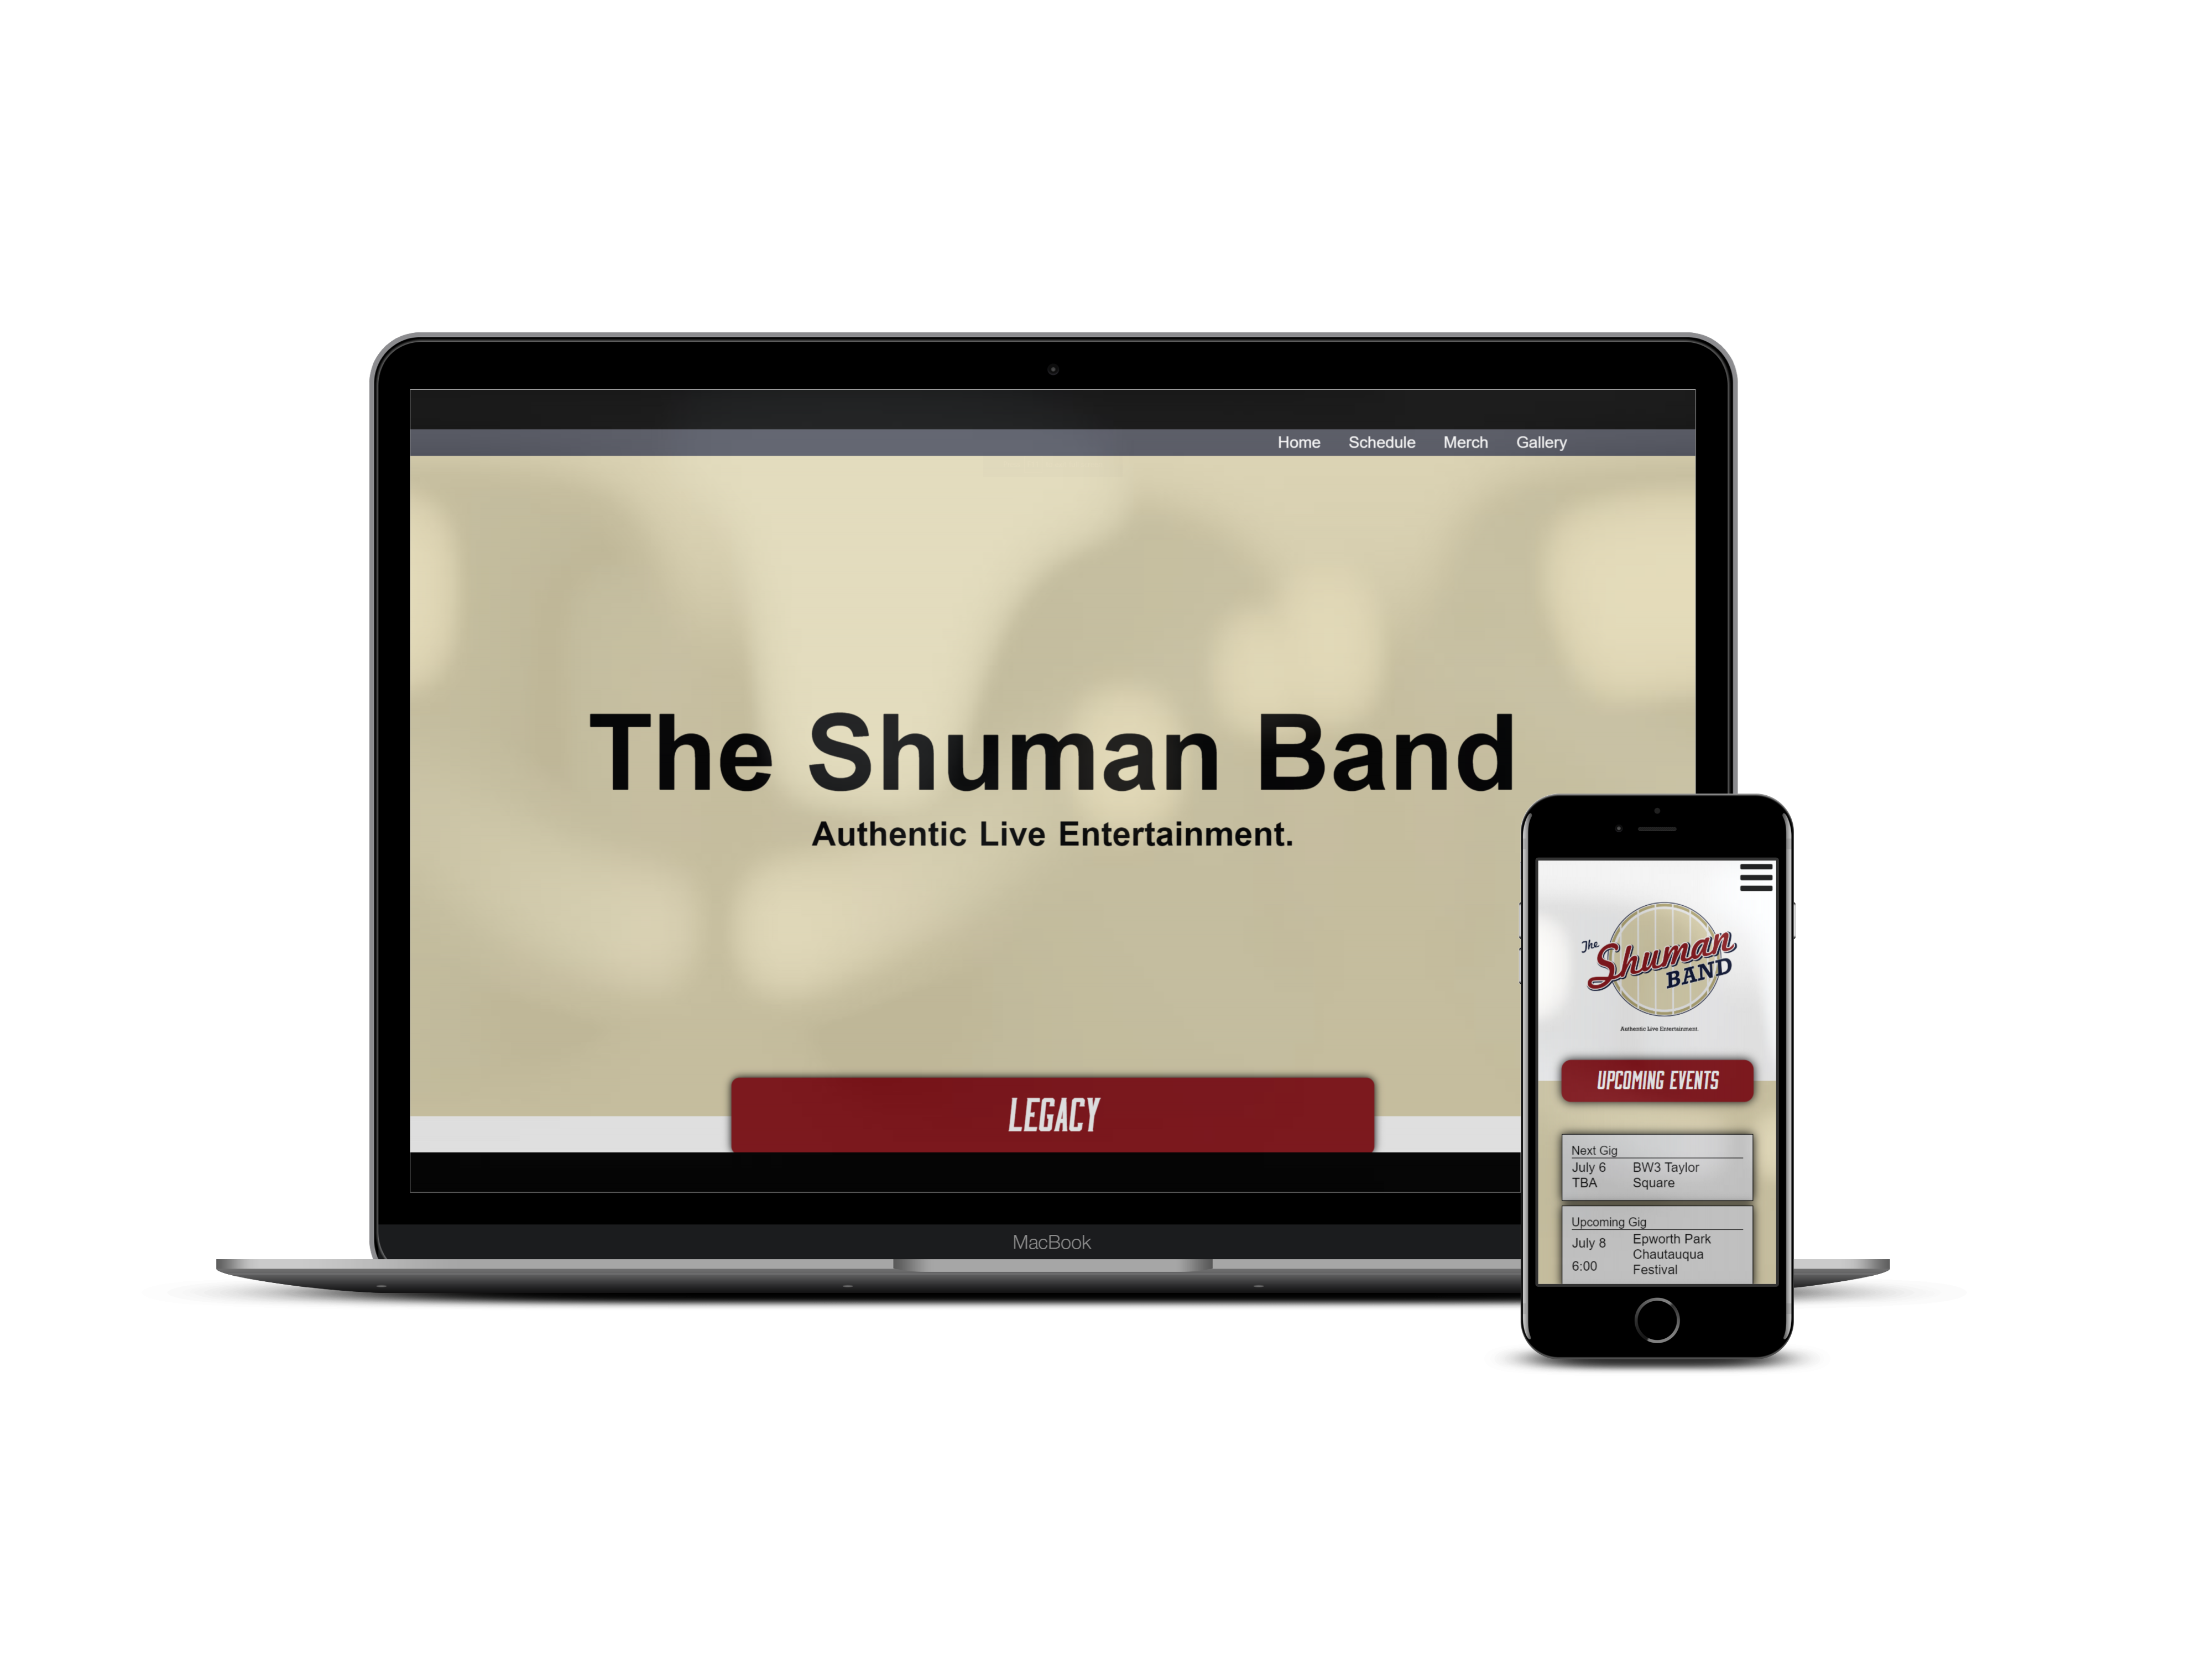 Home Schedule Merch Gallery
The Shuman Band
Authentic Live Entertainment.
LEGACY
MacBook
The
Shuman
BAND
Authentic Live Entertainment.
UPCOMING EVENTS
Next Gig
July 6 BW3 Taylor
TBA Square
Upcoming Gig
July 8 Epworth Park
Chautauqua
6:00 Festival